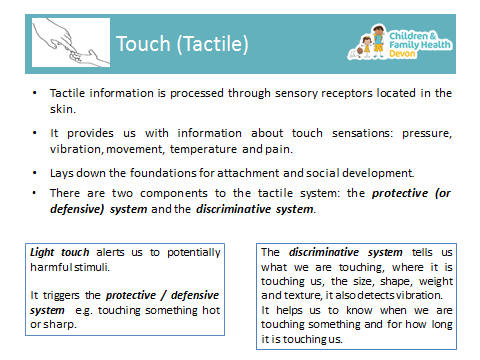 Touch (Tactile)
Children &
Family Health
Devon
• Tactile information is processed through sensory receptors located in the
skin.
• It provides us with information about touch sensations: pressure,
vibration, movement, temperature and pain.
• Lays down the foundations for attachment and social development.
• There are two components to the tactile system: the protective (or
defensive) system and the discriminative system.
Light touch alerts us to potentially
harmful stimuli.
It triggers the protective / defensive
system e.g. touching something hot
or sharp.
The discriminative system tells us
what we are touching, where it is
touching us, the size, shape, weight
and texture, it also detects vibration.
It helps us to know when we are
touching something and for how long
it is touching us.